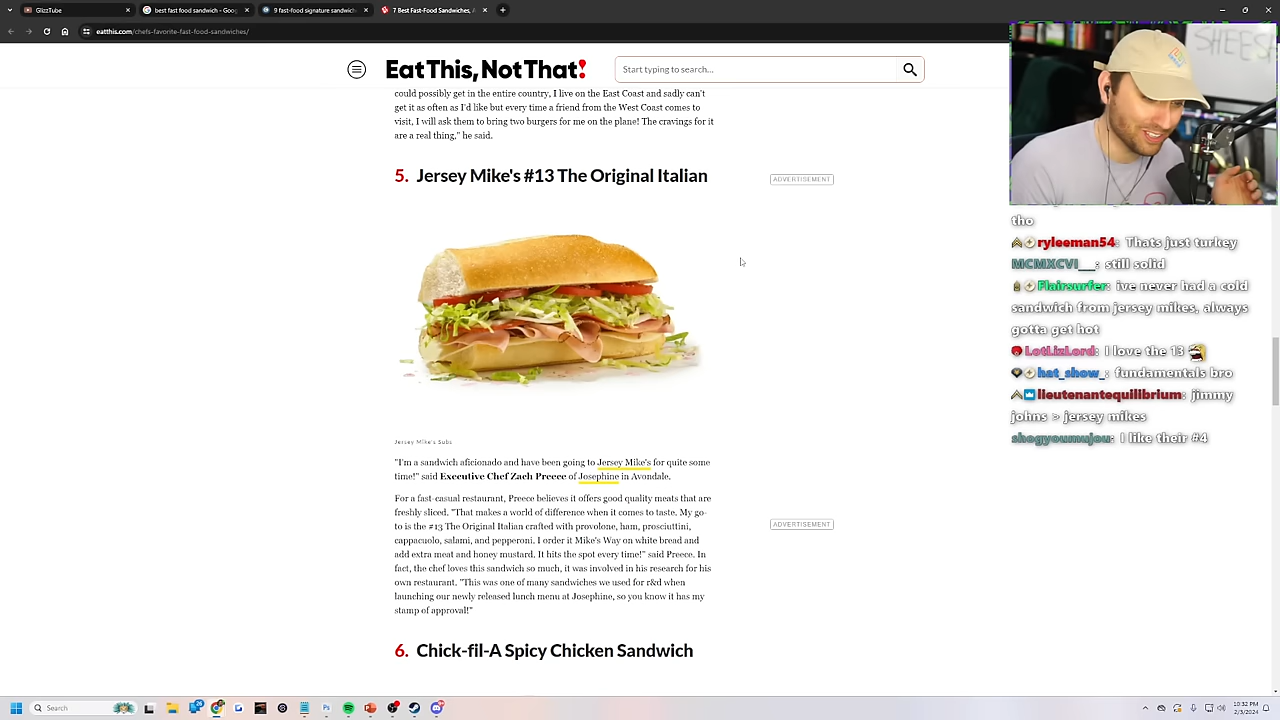 GlizzTube
best fast food sandwich - Goo
9 fast-food signature sandwich
7 Best Fast-Food Sandwiches, A
eatthis.com/chefs-favorite-fast-food-sandwiches/
Eat This, Not That!
Start typing to search...
could possibly get in the entire country, I live on the East Coast and sadly can't
get it as often as I'd like but every time a friend from the West Coast comes to
visit, I will ask them to bring two burgers for me on the plane! The cravings for it
are a real thing," he said.
5. Jersey Mike's #13 The Original Italian
ADVERTISEMENT
Jersey Mike's Subs
"I'm a sandwich aficionado and have been going to Jersey Mike's for quite some
time!" said Executive Chef Zach Preece of Josephine in Avondale.
For a fast-casual restaurant, Preece believes it offers good quality meats that are
freshly sliced. "That makes a world of difference when it comes to taste. My go-
to is the #13 The Original Italian crafted with provolone, ham, prosciuttini,
cappacuolo, salami, and pepperoni. I order it Mike's Way on white bread and
add extra meat and honey mustard. It hits the spot every time!" said Preece. In
fact, the chef loves this sandwich so much, it was involved in his research for his
own restaurant. "This was one of many sandwiches we used for r&d when
launching our newly released lunch menu at Josephine, so you know it has my
stamp of approval!"
ADVERTISEMENT
6. Chick-fil-A Spicy Chicken Sandwich
SHEESH
tho
ryleeman54: Thats just turkey
MCMXCVI__: still solid
Flairsurfer: ive never had a cold
sandwich from jersey mikes, always
gotta get hot
LotLizLord: I love the 13
hat_show_: fundamentals bro
lieutenantequilibrium: jimmy
johns > jersey mikes
shogyoumujou: I like their #4
Search
10:32 PM
2/3/2024